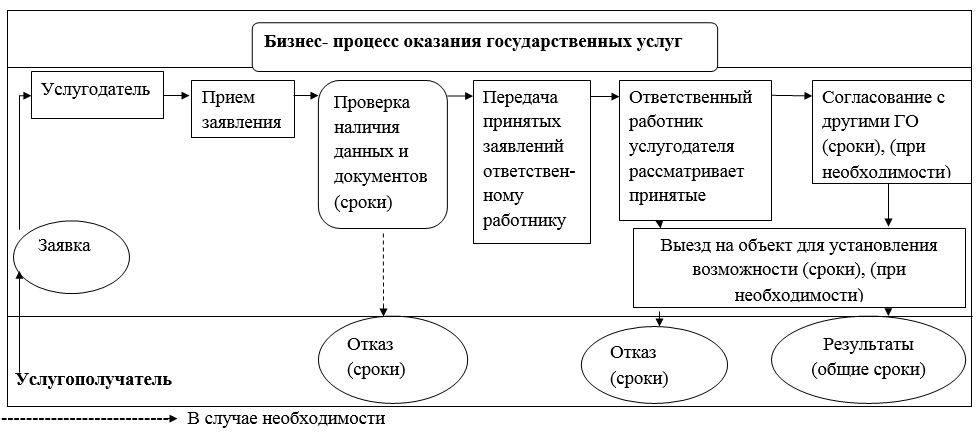 Бизнес- процесс оказания государственных услуг
Услугодатель
Прием
заявления
Проверка
наличия
данных и
документов
(сроки)
Передача
принятых
заявлений
ответствен-
ному
работнику
Ответственный
работник
услугодателя
рассматривает
принятые
Согласование с
другими ГО
(сроки), (при
необходимости)
Заявка
Выезд на объект для установления
возможности (сроки), (при
необходимости)
Отказ
(сроки)
Отказ
(сроки)
Результаты
(общие сроки)
Услугополучатель
В случае необходимости